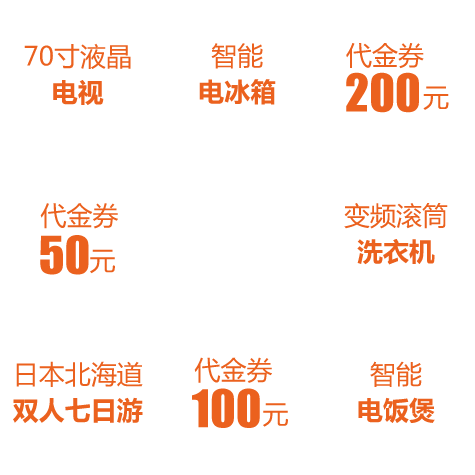 70寸液晶
电视
智能
电冰箱
代金券
200元
代金券
50元
变频滚筒
洗衣机
日本北海道
双人七日游
代金券
100元
智能
电饭煲